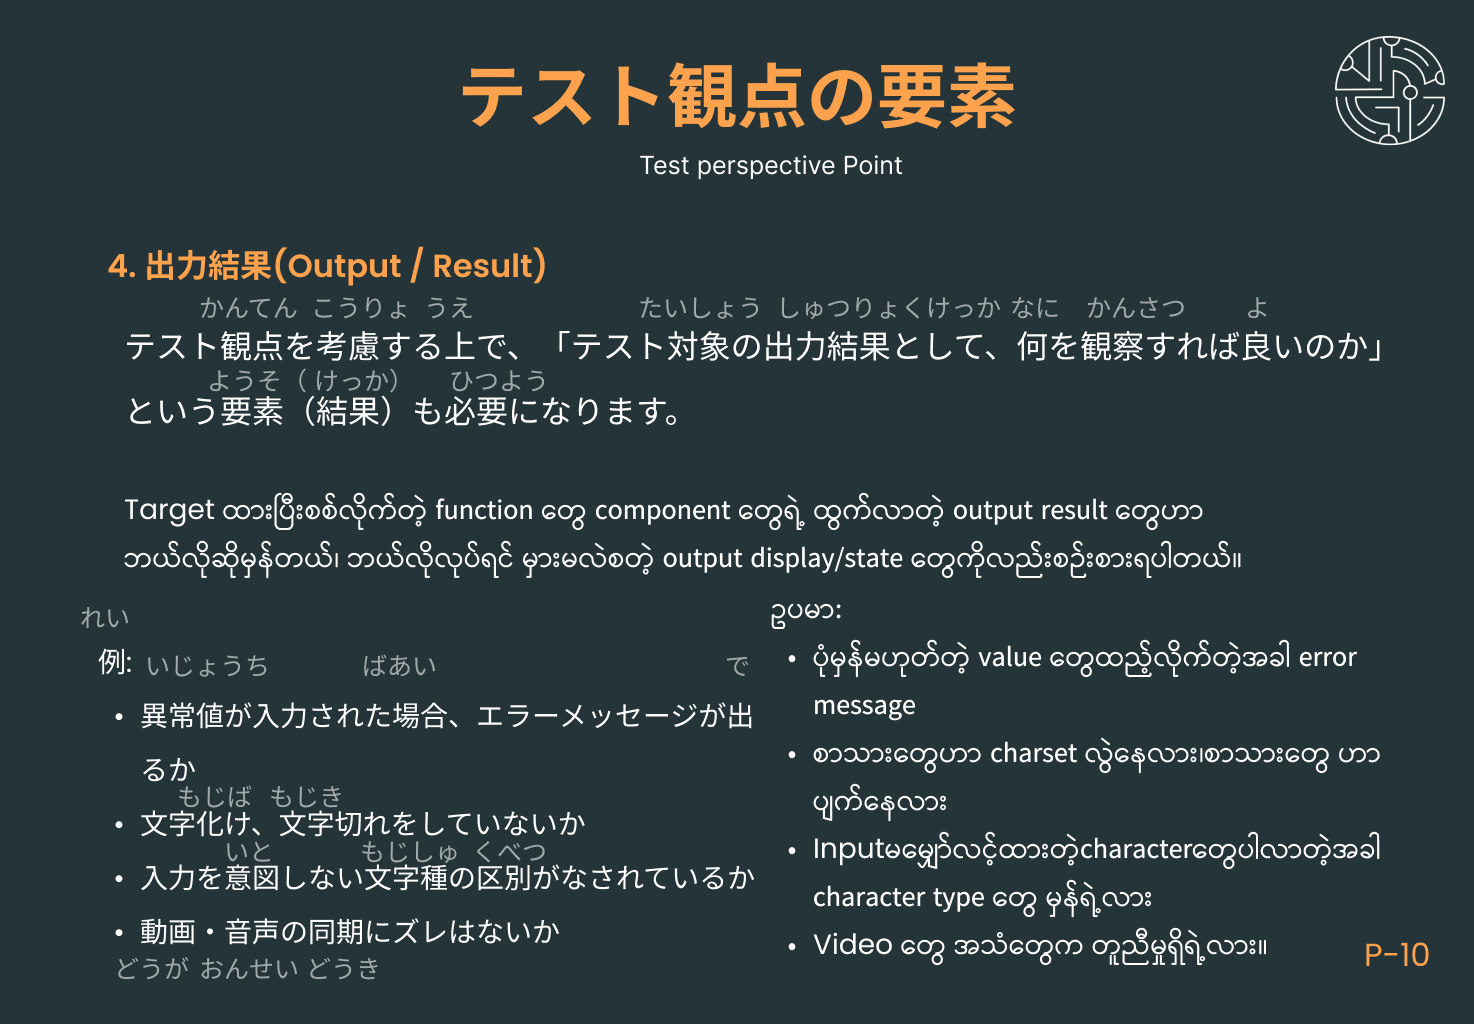 テスト観点の要素
Test perspective Point
4. 出力結果(Output / Result)
かんてん こうりょ うえ たいしょう しゅつりょくけっか なに かんさつ よ
テスト観点を考慮する上で、「テスト対象の出力結果として、何を観察すれば良いのか」
ようそ（ けっか） ひつよう
という要素（結果）も必要になります。
Target ထားပြီးစစ်လိုက်တဲ့ function တွေ component တွေရဲ့ ထွက်လာတဲ့ output result တွေဟာ
ဘယ်လိုဆိုမှန်တယ်၊ ဘယ်လိုလုပ်ရင် မှားမလဲစတဲ့ output display/state တွေကိုလည်းစဉ်းစားရပါတယ်။
れい
例:
いじょうち ばあい で
• 異常値が入力された場合、エラーメッセージが出
るか
もじば もじき
• 文字化け、文字切れをしていないか
いと もじしゅ くべつ
• 入力を意図しない文字種の区別がなされているか
• 動画・音声の同期にズレはないか
どうが おんせい どうき
ဥပမာ:
• ပုံမှန်မဟုတ်တဲ့ value တွေထည့်လိုက်တဲ့အခါ error
message
• စာသားတွေဟာ charset လွဲနေလား၊စာသားတွေ ဟာ
ပျက်နေလား
• Inputမမျှော်လင့်ထားတဲ့characterတွေပါလာတဲ့အခါ
character type တွေ မှန်ရဲ့လား
• Video တွေ အသံတွေက တူညီမှုရှိရဲ့လား။
P-10